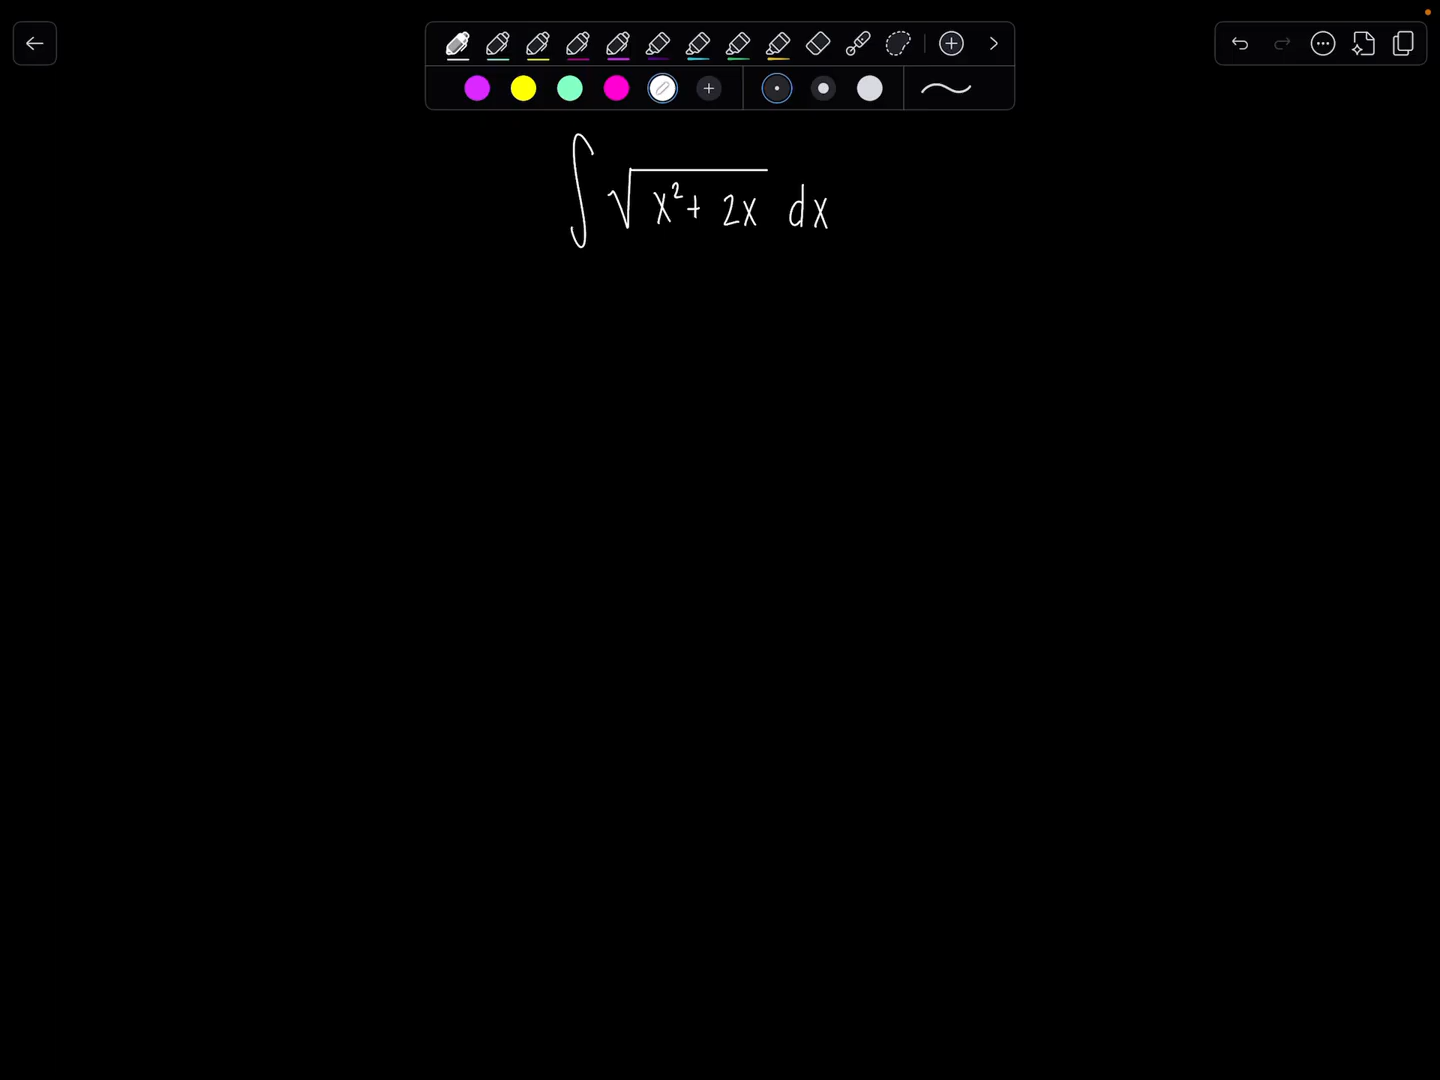 ∫ √(x² + 2x) dx